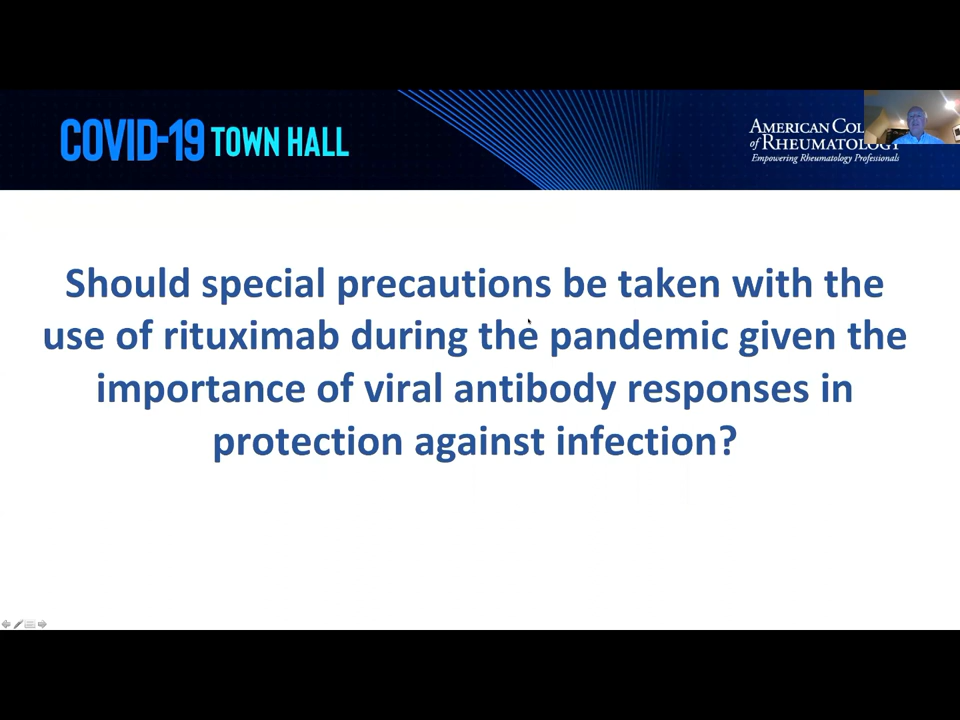 COVID-19 TOWN HALL
AMERICAN COL
of RHEUMATOLOGY
Empowering Rheumatology Professionals
Should special precautions be taken with the
use of rituximab during the pandemic given the
importance of viral antibody responses in
protection against infection?